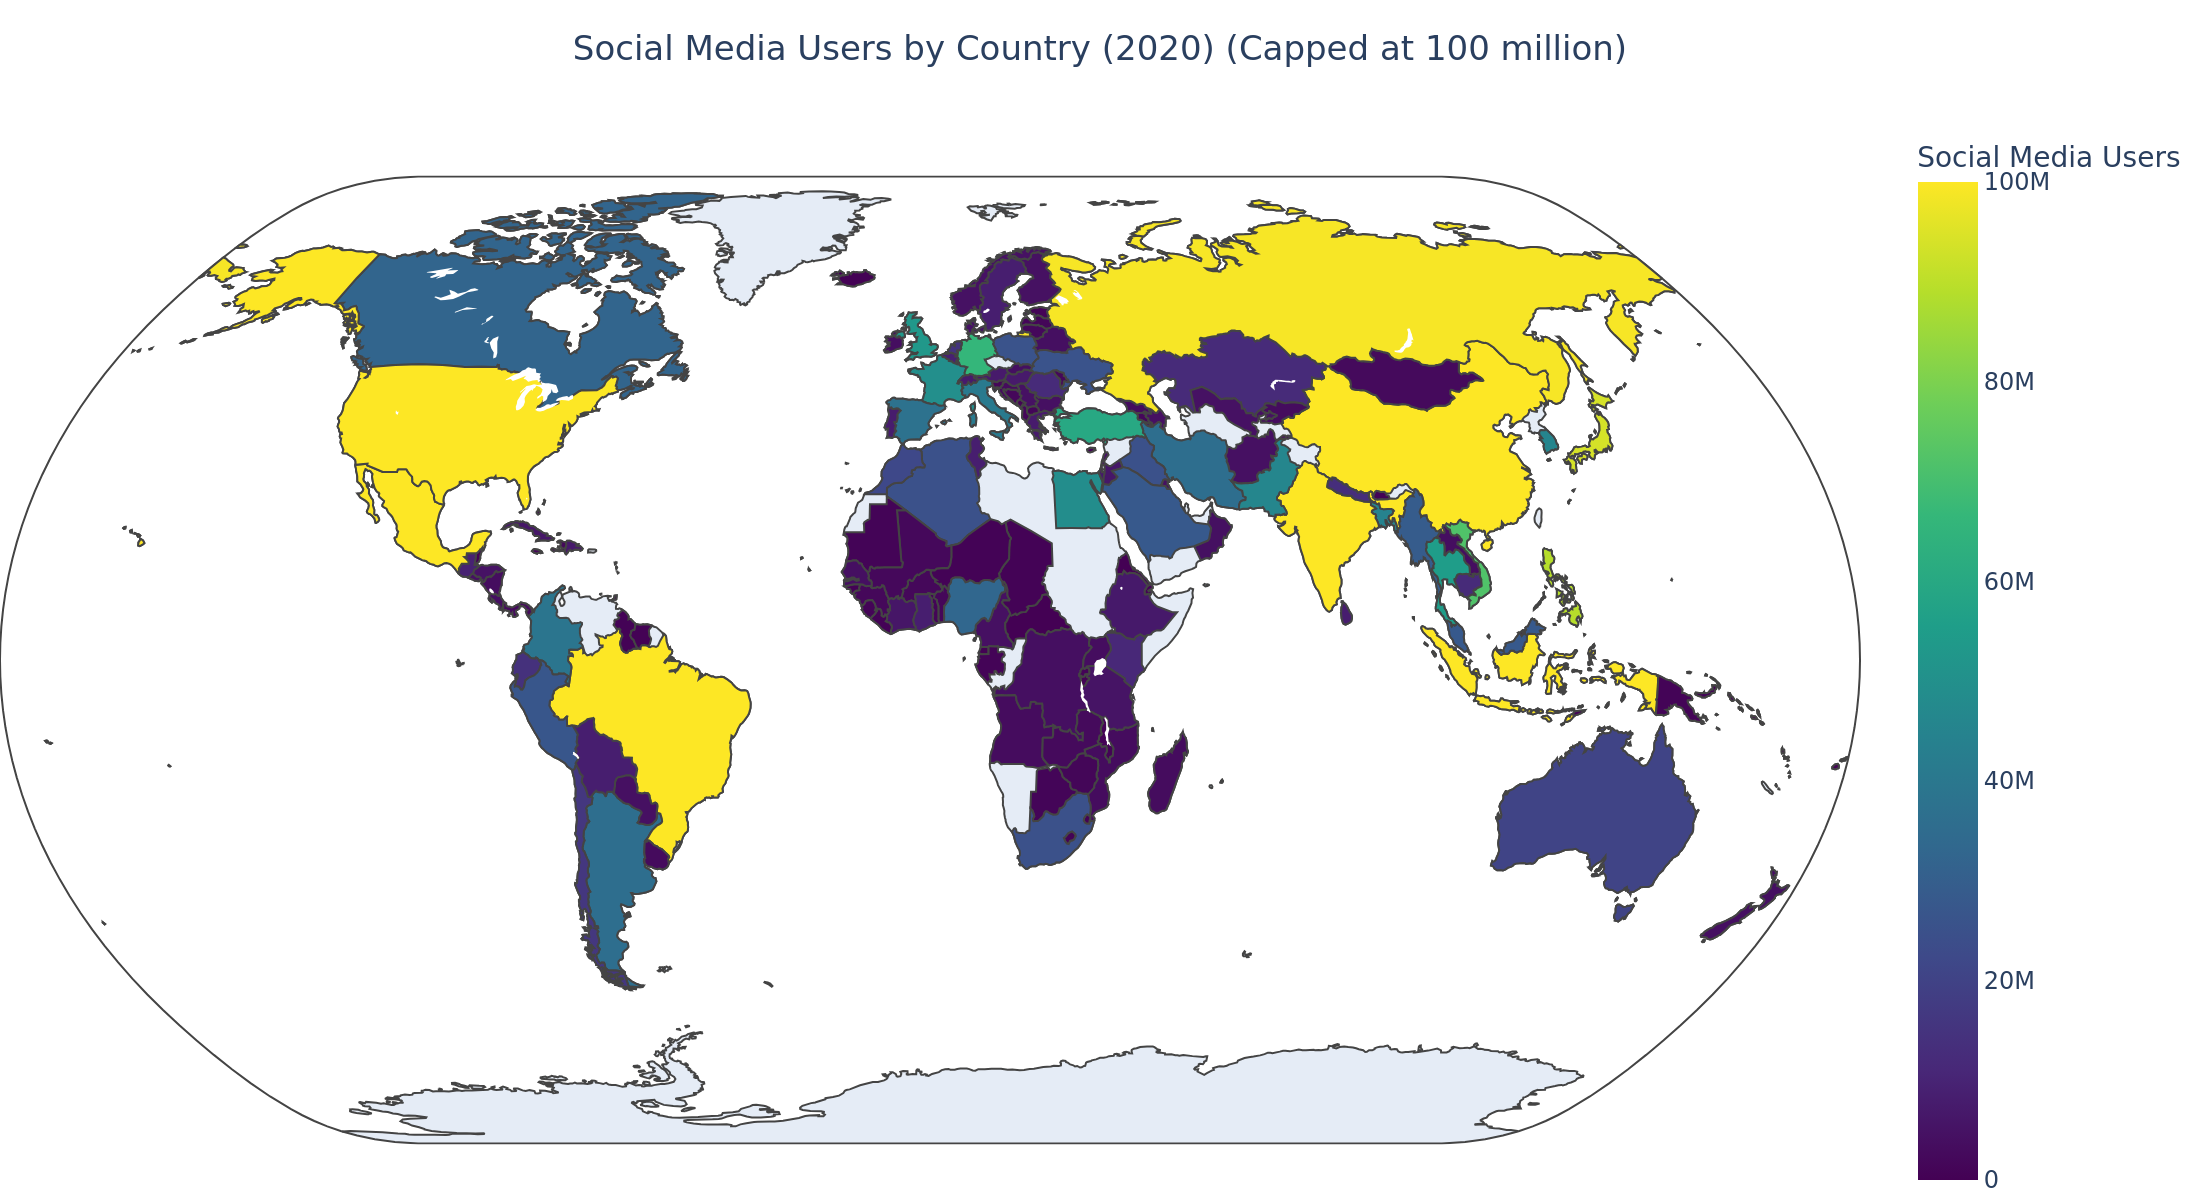 Social Media Users by Country (2020) (Capped at 100 million)
Social Media Users
100M
80M
60M
40M
20M
0